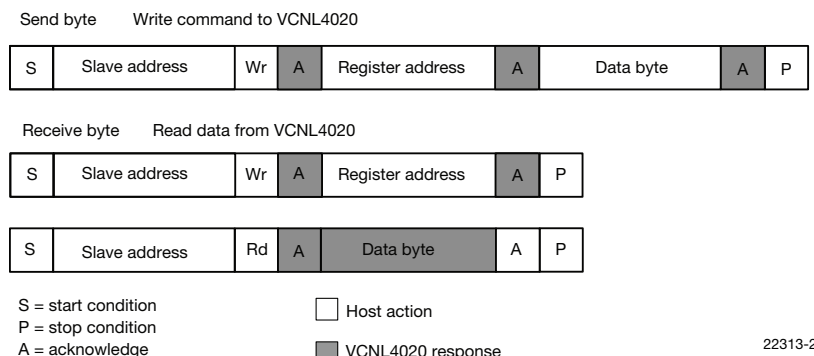 Send byte Write command to VCNL4020
S Slave address Wr A Register address A Data byte A P
Receive byte Read data from VCNL4020
S Slave address Wr A Register address A P
S Slave address Rd A Data byte A P
S = start condition
P = stop condition
A = acknowledge
Host action
VCNL4020 response
22313-2